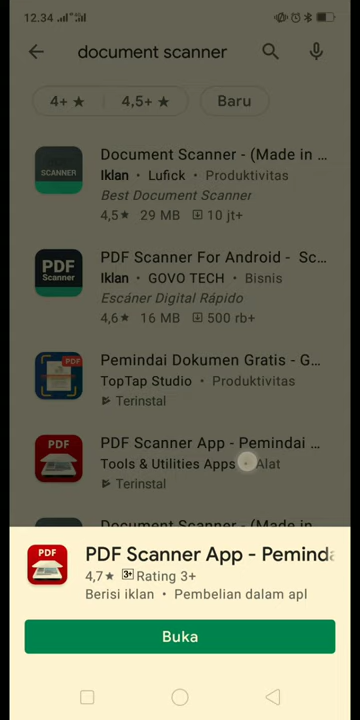 12.34
document scanner
4+ ★
4,5+ ★
Baru
SCANNER
Document Scanner - (Made in ...
Iklan • Lufick • Produktivitas
Best Document Scanner
4,5★ 29 MB 10 jt+
PDF
Scanner
PDF Scanner For Android - Sc...
Iklan • GOVO TECH • Bisnis
Escáner Digital Rápido
4,6★ 16 MB 500 rb+
PDF
Pemindai Dokumen Gratis - G...
TopTap Studio • Produktivitas
Terinstal
PDF
PDF Scanner App - Pemindai ...
Tools & Utilities Apps • Alat
Terinstal
Document Scanner - (Made in ...
PDF
PDF Scanner App - Peminda
4,7★ 3+ Rating 3+
Berisi iklan • Pembelian dalam apl
Buka